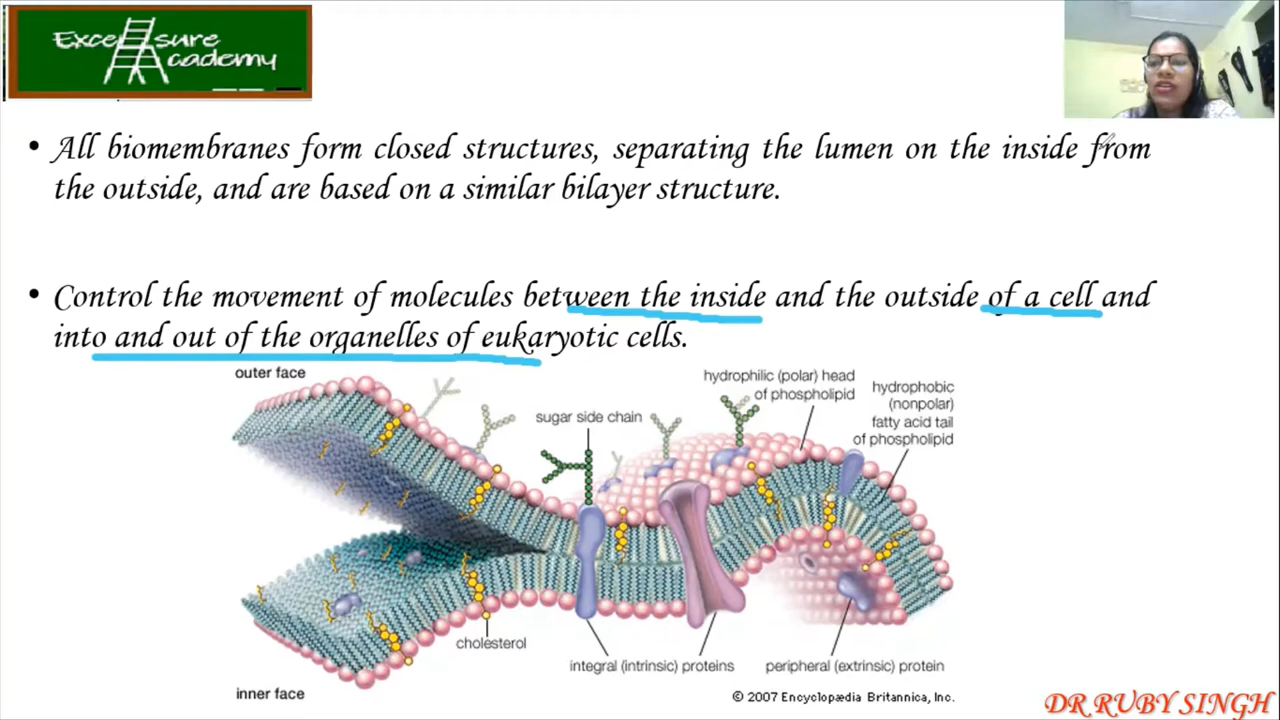 Excel sure
Academy
• All biomembranes form closed structures, separating the lumen on the inside from
the outside, and are based on a similar bilayer structure.
• Control the movement of molecules between the inside and the outside of a cell and
into and out of the organelles of eukaryotic cells.
outer face
hydrophilic (polar) head
of phospholipid
hydrophobic
(nonpolar)
fatty acid tail
of phospholipid
sugar side chain
cholesterol
integral (intrinsic) proteins
peripheral (extrinsic) protein
inner face
© 2007 Encyclopædia Britannica, Inc.
DR RUBY SINGH